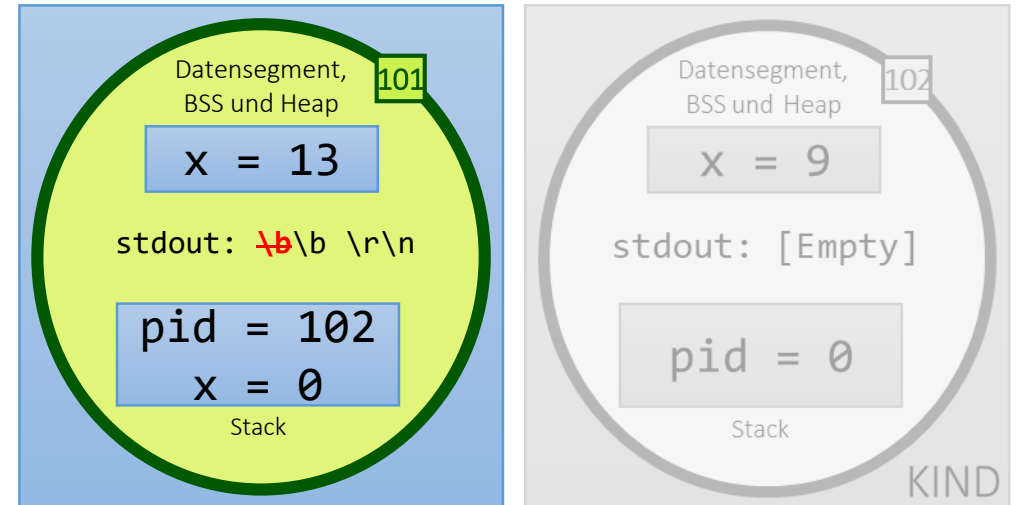 Datensegment,
BSS und Heap
101
x = 13
stdout: \b\b \r\n
pid = 102
x = 0
Stack
Datensegment,
BSS und Heap
102
x = 9
stdout: [Empty]
pid = 0
Stack
KIND